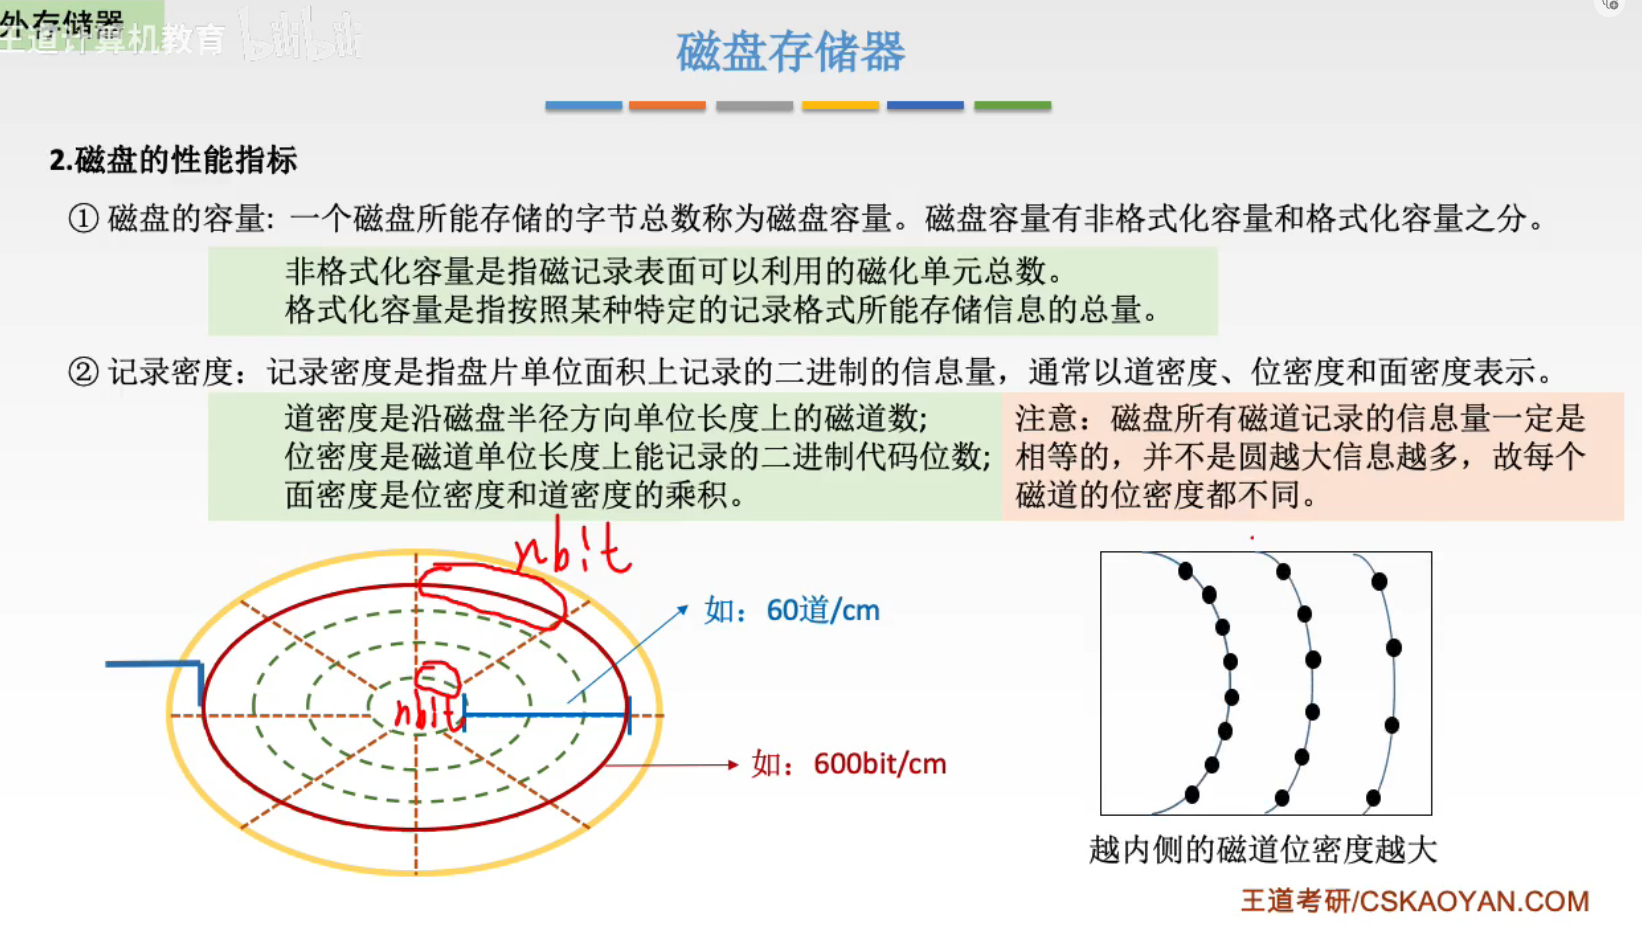 外存储器
王道计算机教育 bilibili
磁盘存储器
2.磁盘的性能指标
① 磁盘的容量: 一个磁盘所能存储的字节总数称为磁盘容量。磁盘容量有非格式化容量和格式化容量之分。
非格式化容量是指磁记录表面可以利用的磁化单元总数。
格式化容量是指按照某种特定的记录格式所能存储信息的总量。
② 记录密度：记录密度是指盘片单位面积上记录的二进制的信息量，通常以道密度、位密度和面密度表示。
道密度是沿磁盘半径方向单位长度上的磁道数;
位密度是磁道单位长度上能记录的二进制代码位数;
面密度是位密度和道密度的乘积。
注意：磁盘所有磁道记录的信息量一定是
相等的，并不是圆越大信息越多，故每个
磁道的位密度都不同。
nbit
如：60道/cm
nbit
如：600bit/cm
越内侧的磁道位密度越大
王道考研/CSKAOYAN.COM